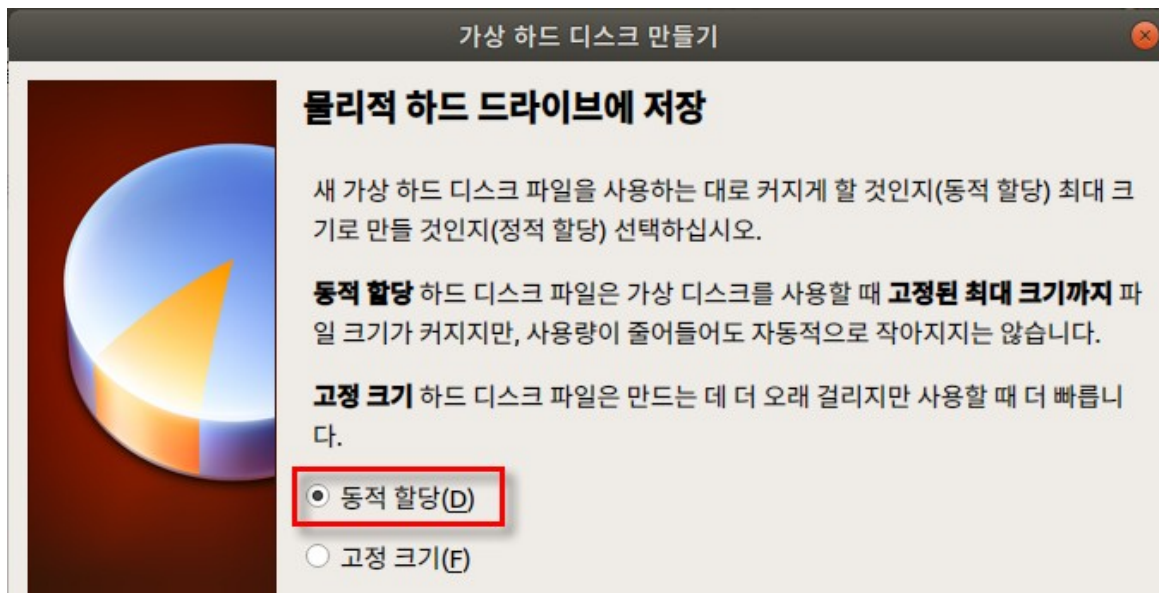 가상 하드 디스크 만들기
물리적 하드 드라이브에 저장
새 가상 하드 디스크 파일을 사용하는 대로 커지게 할 것인지(동적 할당) 최대 크
기로 만들 것인지(정적 할당) 선택하십시오.
동적 할당 하드 디스크 파일은 가상 디스크를 사용할 때 고정된 최대 크기까지 파
일 크기가 커지지만, 사용량이 줄어들어도 자동적으로 작아지지는 않습니다.
고정 크기 하드 디스크 파일은 만드는 데 더 오래 걸리지만 사용할 때 더 빠릅니
다.
동적 할당(D)
고정 크기(F)